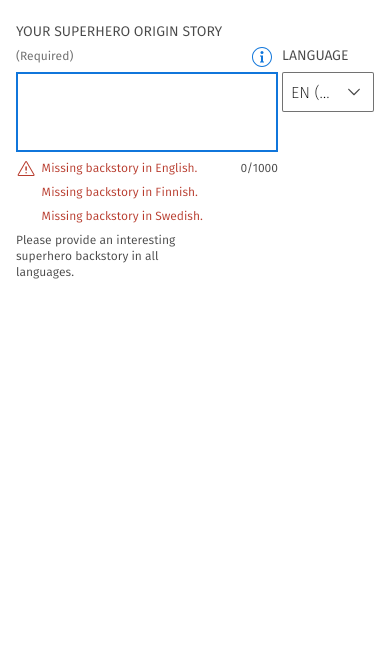 YOUR SUPERHERO ORIGIN STORY
(Required)
LANGUAGE
EN (...
Missing backstory in English.
0/1000
Missing backstory in Finnish.
Missing backstory in Swedish.
Please provide an interesting
superhero backstory in all
languages.